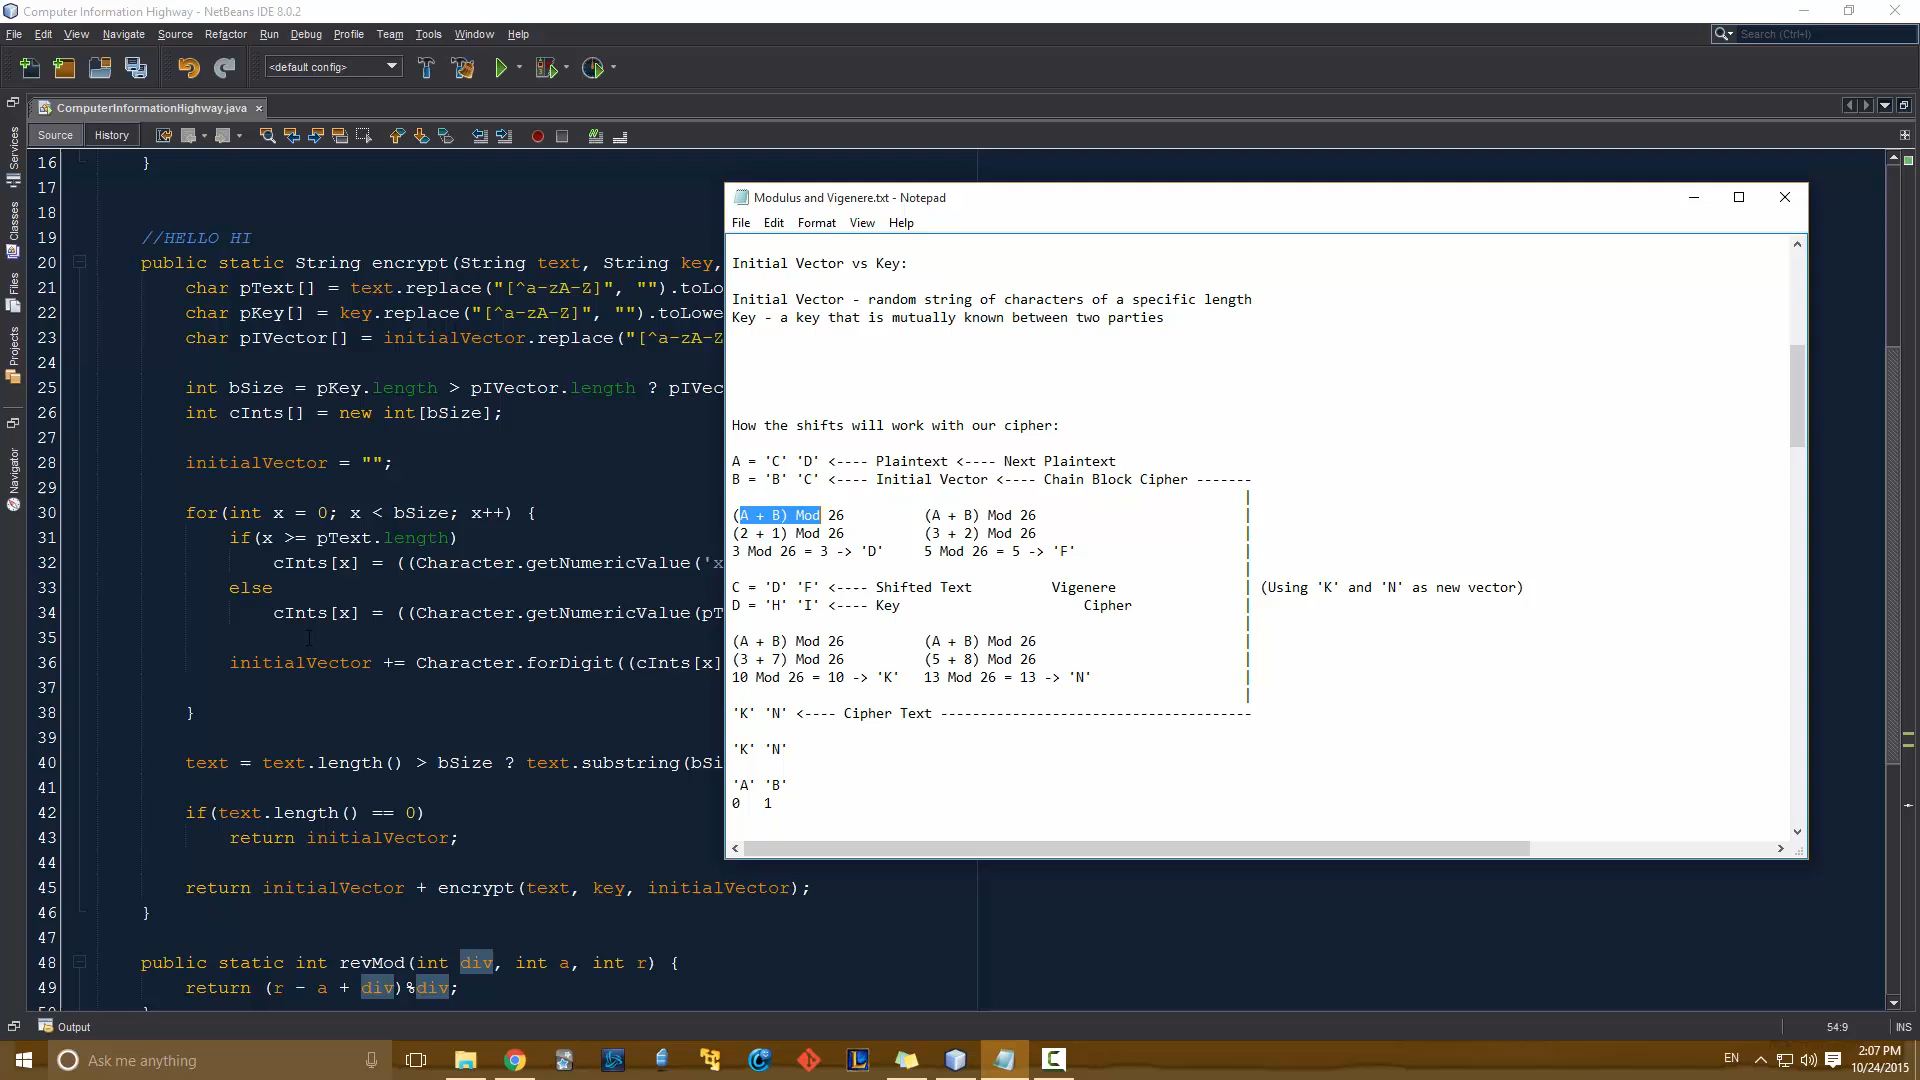 Computer Information Highway - NetBeans IDE 8.0.2
File Edit View Navigate Source Refactor Run Debug Profile Team Tools Window Help
Search (Ctrl+I)
<default config>
ComputerInformationHighway.java
Source History
Services
Classes
Files
Projects
Navigator
16 }
17
18
19 //HELLO HI
20 public static String encrypt(String text, String key,
21 char pText[] = text.replace("[^a-zA-Z]", "").toLo
22 char pKey[] = key.replace("[^a-zA-Z]", "").toLowe
23 char pIVector[] = initialVector.replace("[^a-z
24
25 int bSize = pKey.length > pIVector.length ? pIVec
26 int cInts[] = new int[bSize];
27
28 initialVector = "";
29
30 for(int x = 0; x < bSize; x++) {
31 if(x >= pText.length)
32 cInts[x] = ((Character.getNumericValue('x
33 else
34 cInts[x] = ((Character.getNumericValue(pT
35
36 initialVector += Character.forDigit((cInts[x]
37
38 }
39
40 text = text.length() > bSize ? text.substring(bSi
41
42 if(text.length() == 0)
43 return initialVector;
44
45 return initialVector + encrypt(text, key, initialVector);
46 }
47
48 public static int revMod(int div, int a, int r) {
49 return (r - a + div)%div;
Modulus and Vigenere.txt - Notepad
File Edit Format View Help
Initial Vector vs Key:
Initial Vector - random string of characters of a specific length
Key - a key that is mutually known between two parties
How the shifts will work with our cipher:
A = 'C' 'D' <---- Plaintext <---- Next Plaintext
B = 'B' 'C' <---- Initial Vector <---- Chain Block Cipher -------
|
(A + B) Mod 26 (A + B) Mod 26 |
(2 + 1) Mod 26 (3 + 2) Mod 26 |
3 Mod 26 = 3 -> 'D' 5 Mod 26 = 5 -> 'F' |
|
C = 'D' 'F' <---- Shifted Text Vigenere | (Using 'K' and 'N' as new vector)
D = 'H' 'I' <---- Key Cipher |
|
(A + B) Mod 26 (A + B) Mod 26 |
(3 + 7) Mod 26 (5 + 8) Mod 26 |
10 Mod 26 = 10 -> 'K' 13 Mod 26 = 13 -> 'N' |
|
'K' 'N' <---- Cipher Text ---------------------------------------
'K' 'N'
'A' 'B'
0 1
Output
54:9 INS
Ask me anything
EN
2:07 PM
10/24/2015